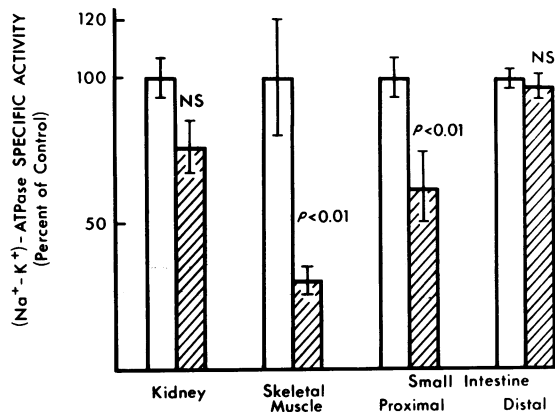 (Na⁺-K⁺)-ATPase SPECIFIC ACTIVITY
(Percent of Control)
120
100
50
NS
p<0.01
p<0.01
NS
Kidney
Skeletal
Muscle
Small Intestine
Proximal Distal